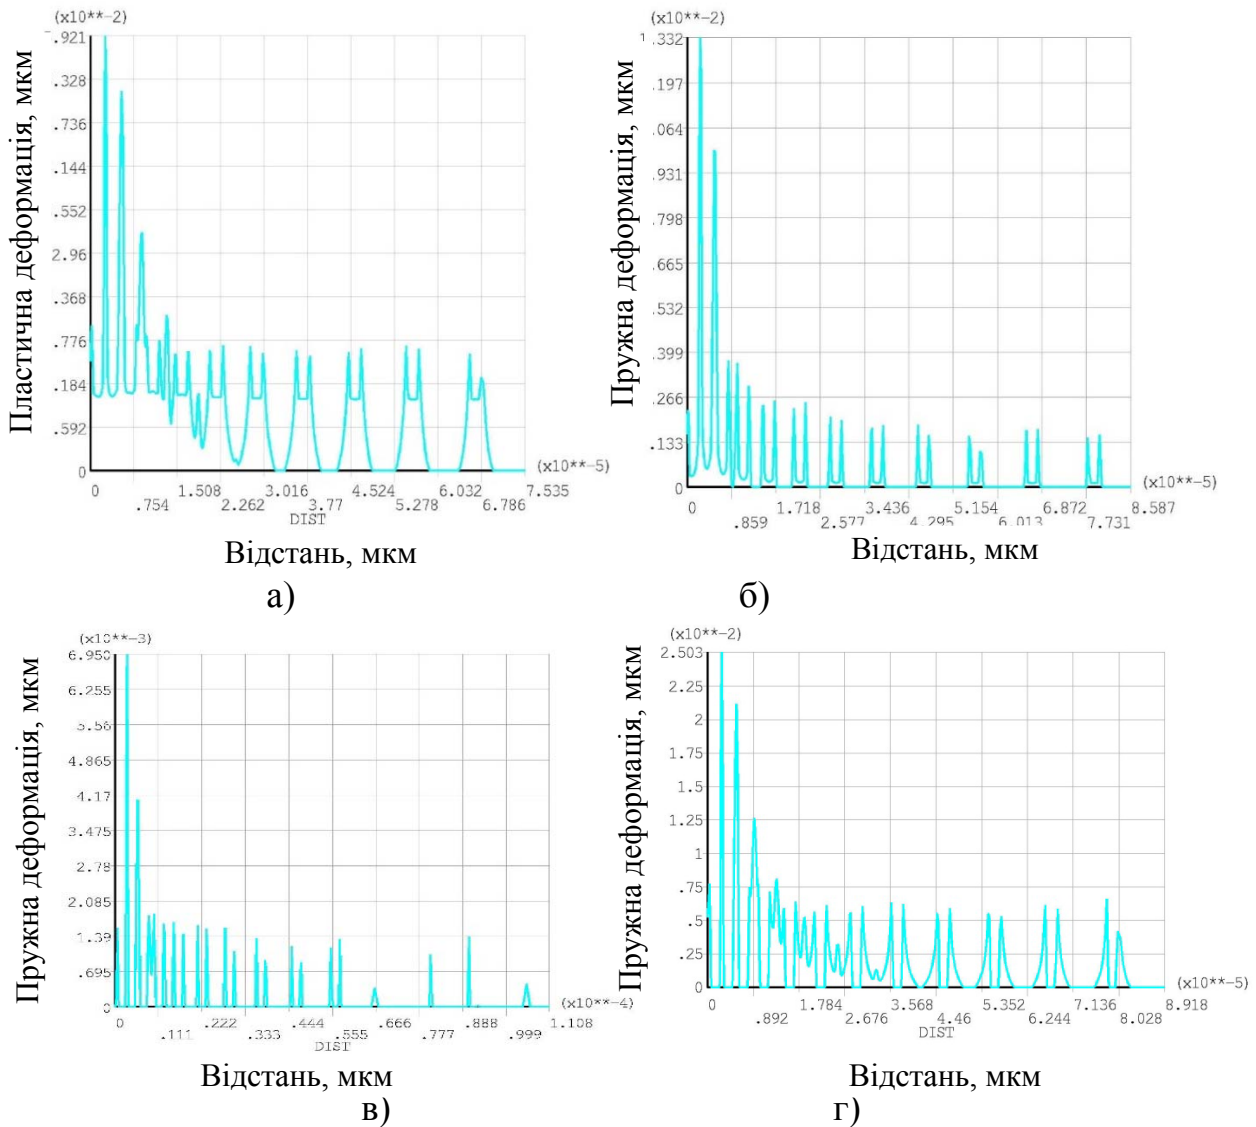 (x10**-2)
.921
.328
.736
.144
.552
2.96
.368
.776
.184
.592
0
Пластична деформація, мкм
(x10**-5)
0 1.508 3.016 4.524 6.032 7.535
.754 2.262 3.77 5.278 6.786
DIST
Відстань, мкм
а)
(x10**-2)
1.332
.197
.064
.931
.798
.665
.532
.399
.266
.133
0
Пружна деформація, мкм
(x10**-5)
0 1.718 3.436 5.154 6.872 8.587
.859 2.577 4.295 6.013 7.731
Відстань, мкм
б)
(x10**-3)
6.950
6.255
5.56
4.865
4.17
3.475
2.78
2.085
1.39
.695
0
Пружна деформація, мкм
(x10**-4)
0 .222 .444 .666 .888 1.108
.111 .333 .555 .777 .999
DIST
Відстань, мкм
в)
(x10**-2)
2.503
2.25
2
1.75
1.5
1.25
1
.75
.5
.25
0
Пружна деформація, мкм
(x10**-5)
0 1.784 3.568 5.352 7.136 8.918
.892 2.676 4.46 6.244 8.028
DIST
Відстань, мкм
г)